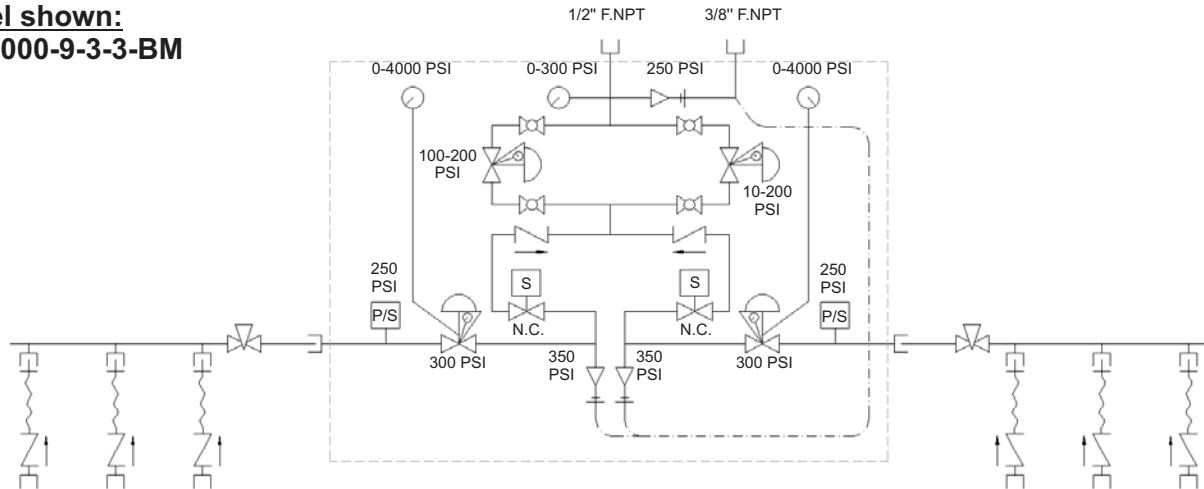 el shown:
000-9-3-3-BM
1/2" F.NPT
3/8" F.NPT
0-4000 PSI
0-300 PSI
250 PSI
0-4000 PSI
100-200
PSI
10-200
PSI
250
PSI
P/S
S
N.C.
S
N.C.
250
PSI
P/S
300 PSI
350
PSI
350
PSI
300 PSI